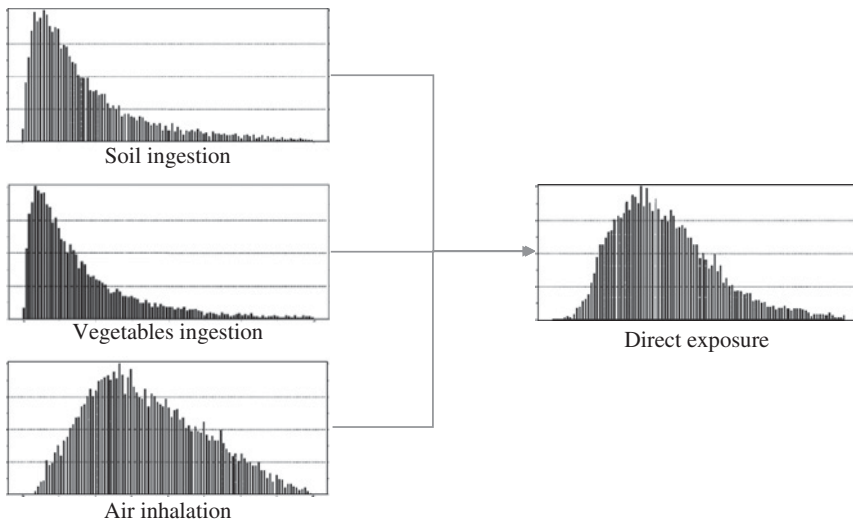 Soil ingestion
Vegetables ingestion
Direct exposure
Air inhalation